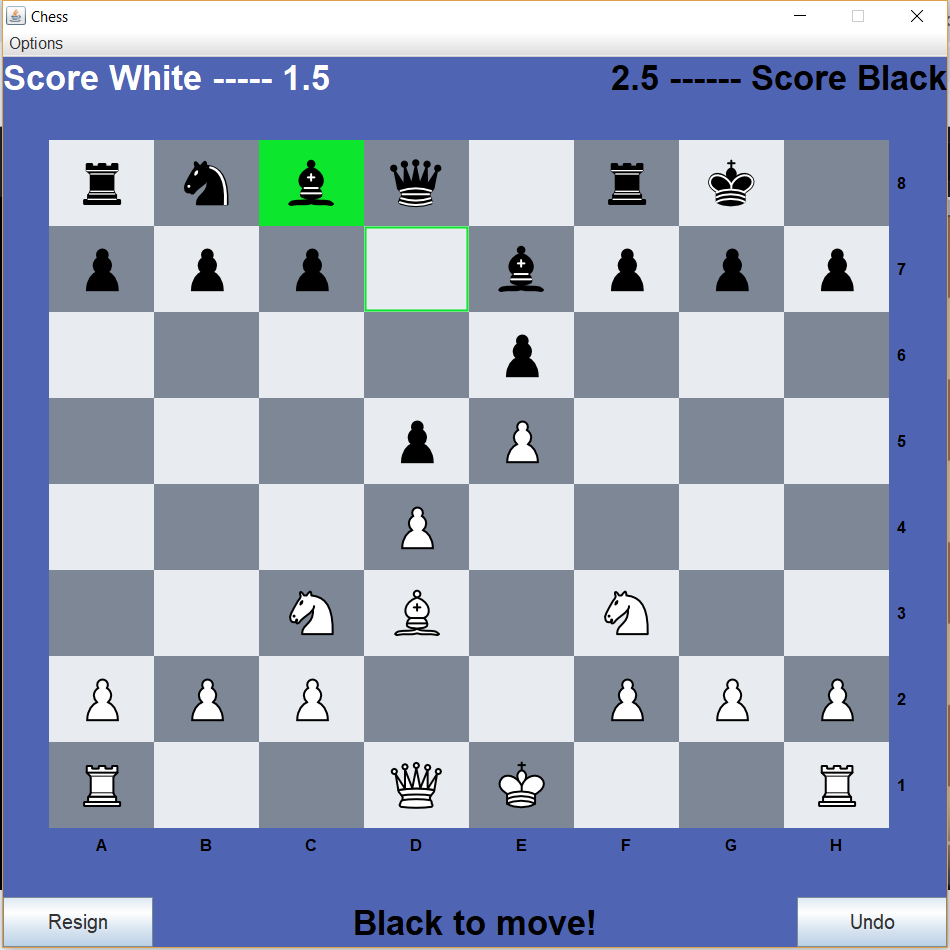 Chess
Options
Score White ----- 1.5
2.5 ------ Score Black
8
7
6
5
4
3
2
1
A B C D E F G H
Resign
Black to move!
Undo